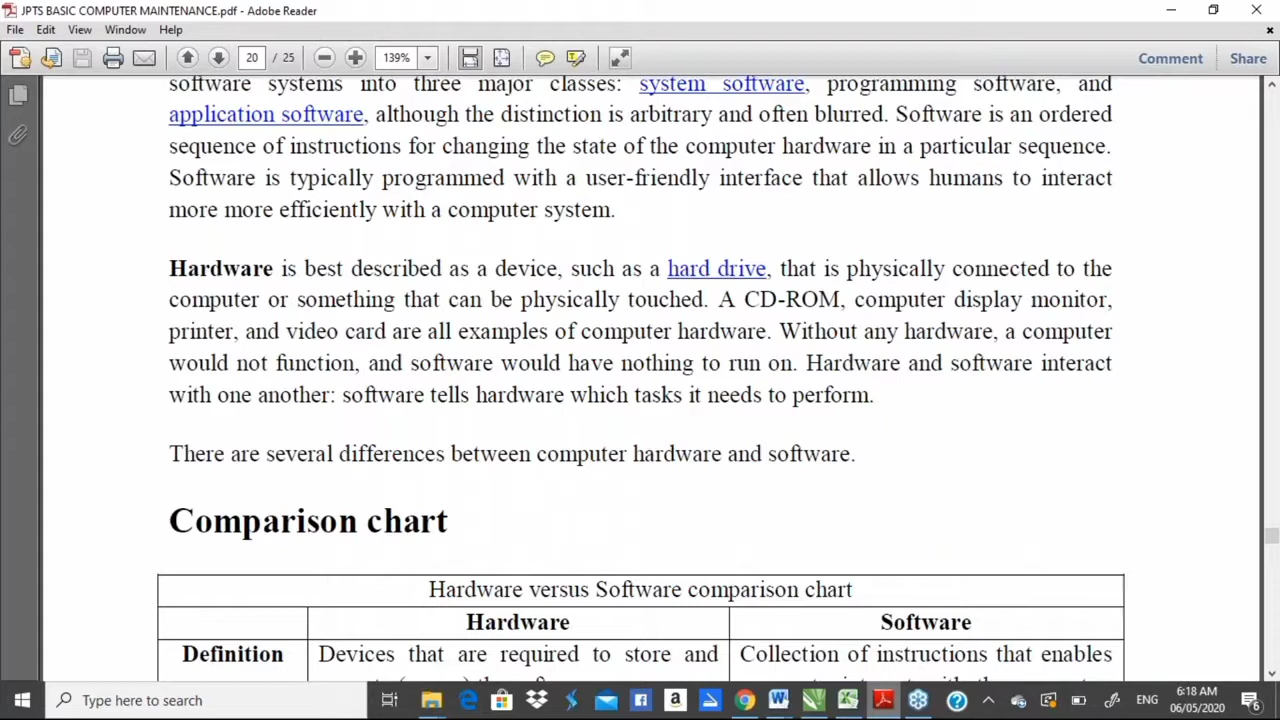 JPTS BASIC COMPUTER MAINTENANCE.pdf - Adobe Reader
File Edit View Window Help
20 / 25 139% Comment Share
software systems into three major classes: system software, programming software, and
application software, although the distinction is arbitrary and often blurred. Software is an ordered
sequence of instructions for changing the state of the computer hardware in a particular sequence.
Software is typically programmed with a user-friendly interface that allows humans to interact
more more efficiently with a computer system.
Hardware is best described as a device, such as a hard drive, that is physically connected to the
computer or something that can be physically touched. A CD-ROM, computer display monitor,
printer, and video card are all examples of computer hardware. Without any hardware, a computer
would not function, and software would have nothing to run on. Hardware and software interact
with one another: software tells hardware which tasks it needs to perform.
There are several differences between computer hardware and software.
Comparison chart
Hardware versus Software comparison chart
Hardware Software
Definition Devices that are required to store and Collection of instructions that enables
Type here to search ENG 6:18 AM
06/05/2020 6